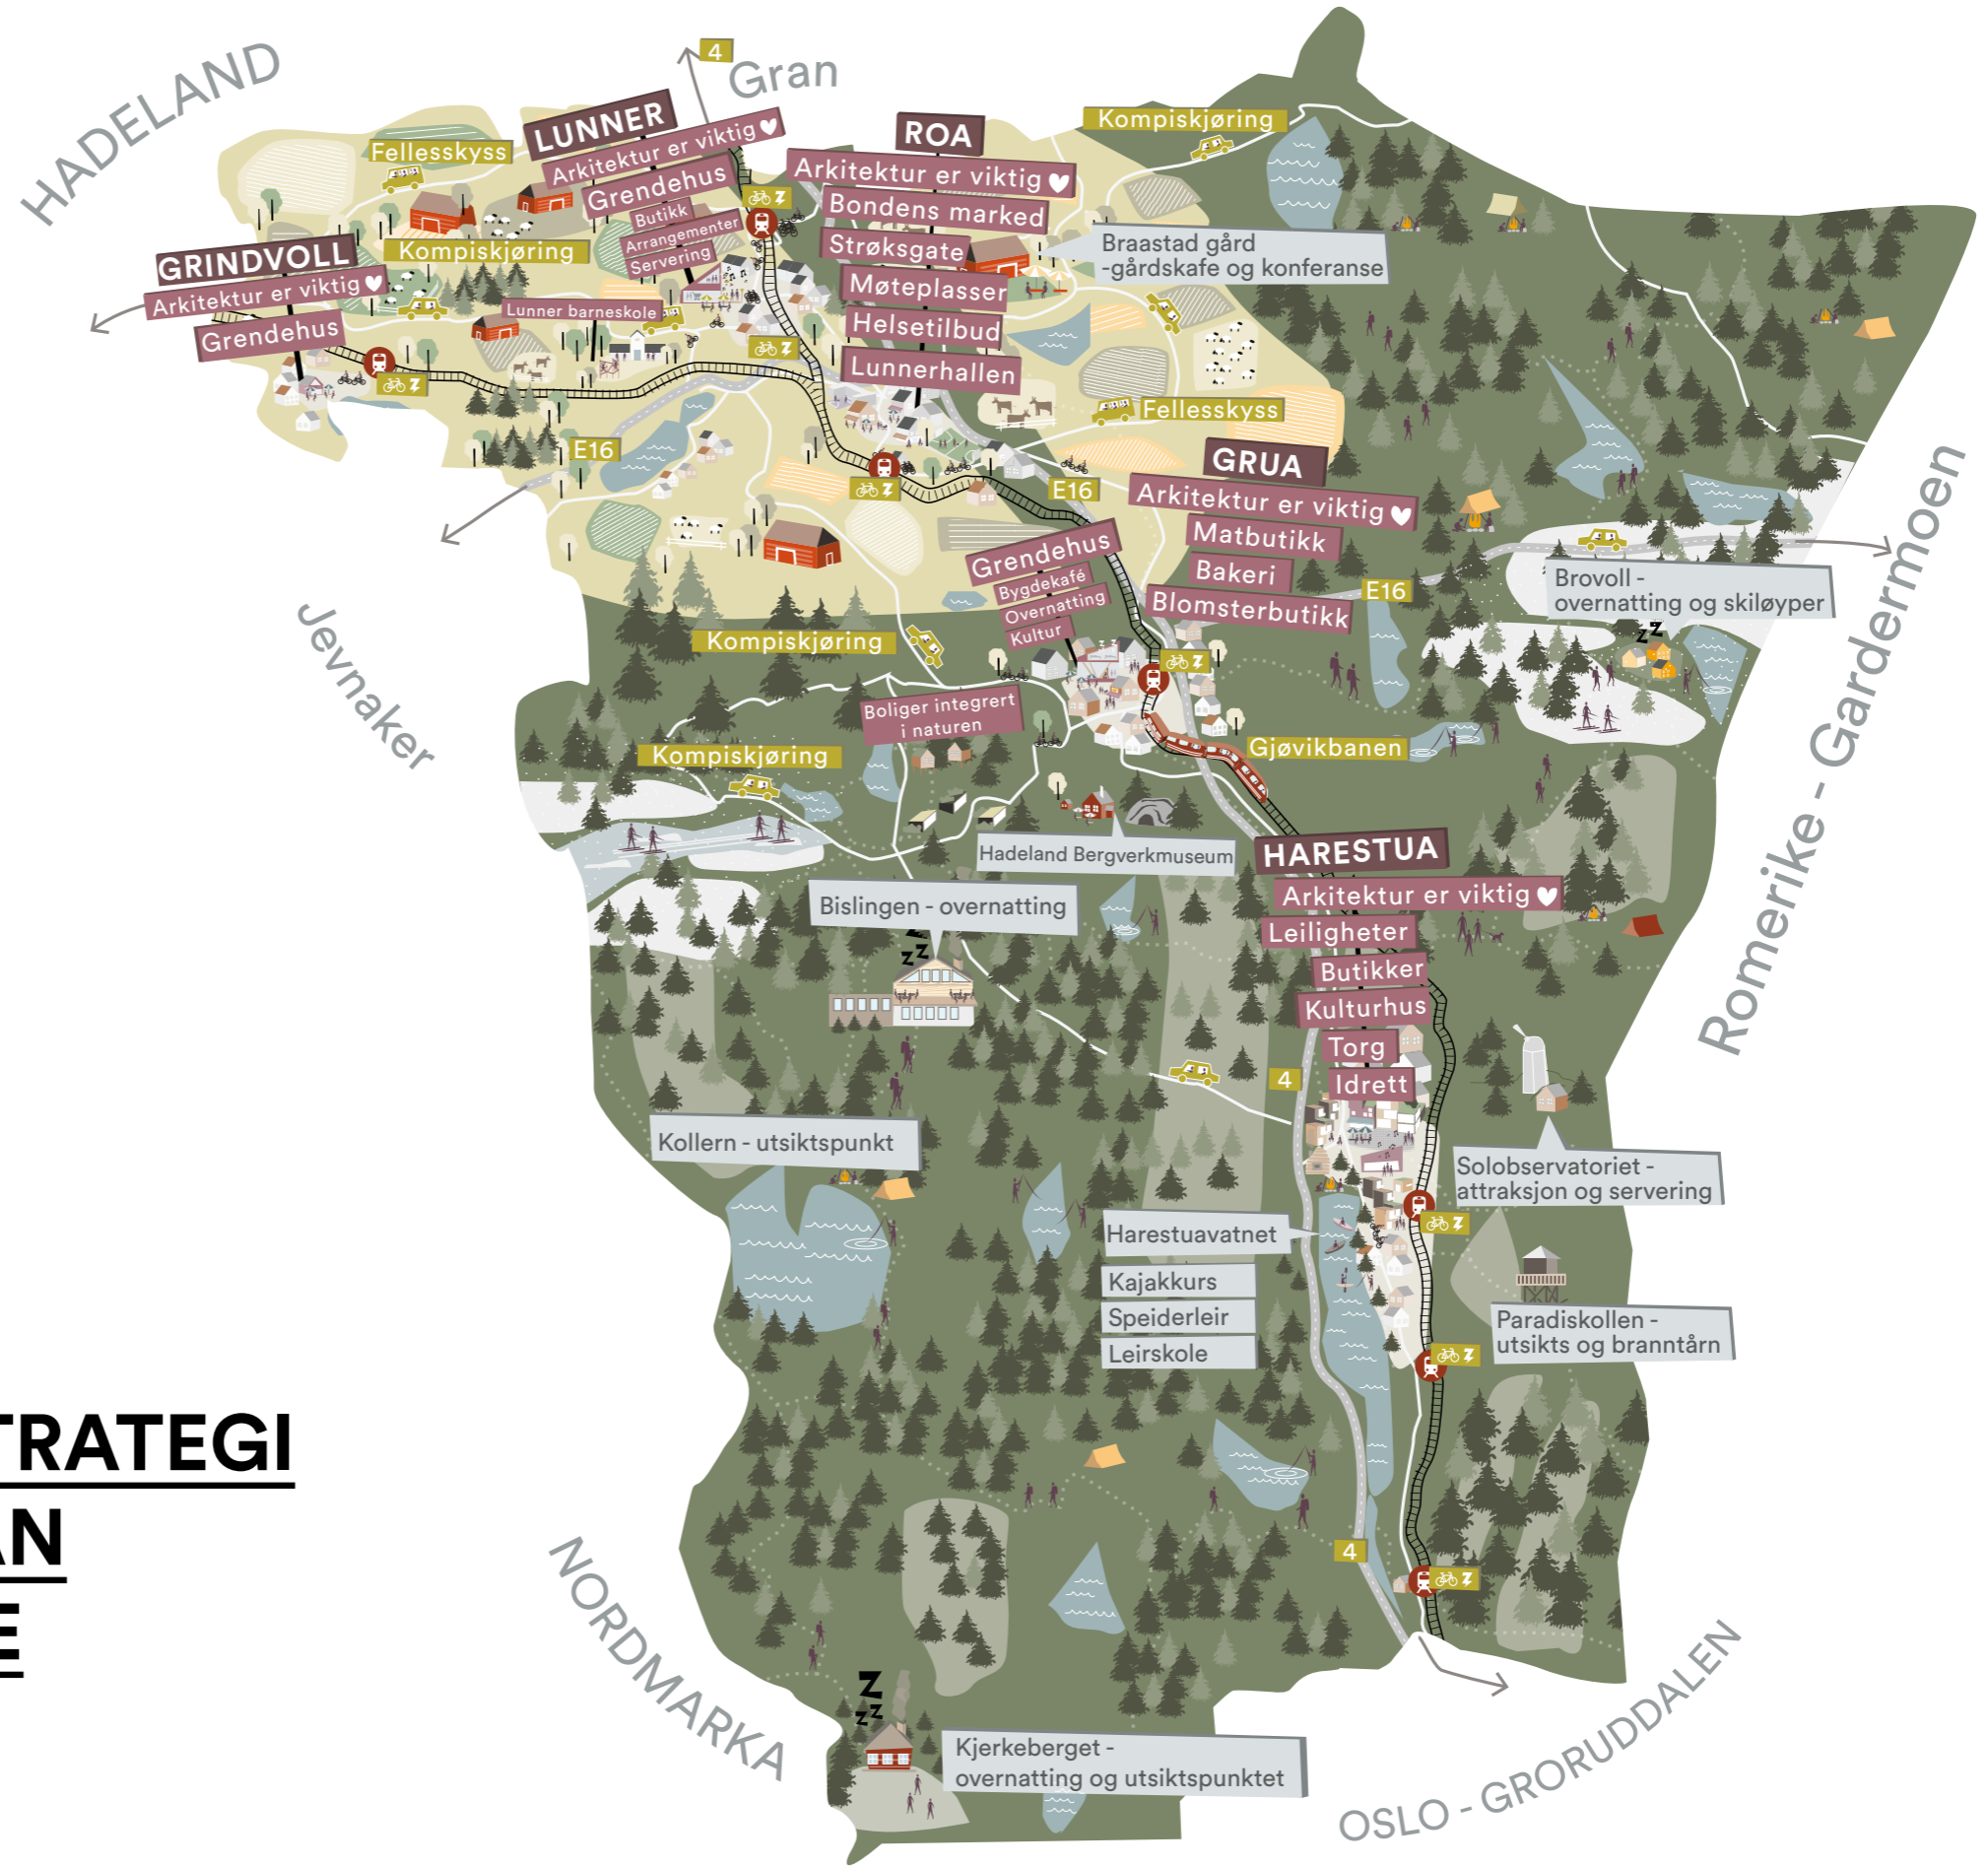 HADELAND
4
Gran
LUNNER
Arkitektur er viktig
Grendehus
Butikk
Arrangementer
Servering
ROA
Arkitektur er viktig
Bondens marked
Strøksgate
Møteplasser
Helsetilbud
Lunnerhallen
Kompiskjøring
Fellesskyss
Kompiskjøring
GRINDVOLL
Arkitektur er viktig
Grendehus
Lunner barneskole
Braastad gård
-gårdskafe og konferanse
Fellesskyss
E16
E16
GRUA
Arkitektur er viktig
Matbutikk
Bakeri
Blomsterbutikk
Grendehus
Bygdekafé
Overnatting
Kultur
E16
Brovoll -
overnatting og skiløyper
z z
Romerike - Gardermoen
Jevnaker
Kompiskjøring
Boliger integrert
i naturen
Kompiskjøring
Gjøvikbanen
Hadeland Bergverkmuseum
HARESTUA
Arkitektur er viktig
Leiligheter
Butikker
Kulturhus
Torg
Idrett
Bislingen - overnatting
z z z
4
Kollern - utsiktspunkt
Solobservatoriet -
attraksjon og servering
Harestuavatnet
Kajakkurs
Speiderleir
Leirskole
Paradiskollen -
utsikts og branntårn
TRATEGI
AN
E
4
NORDMARKA
z
z z
Kjerkeberget -
overnatting og utsiktspunktet
OSLO - GRORUDDALEN